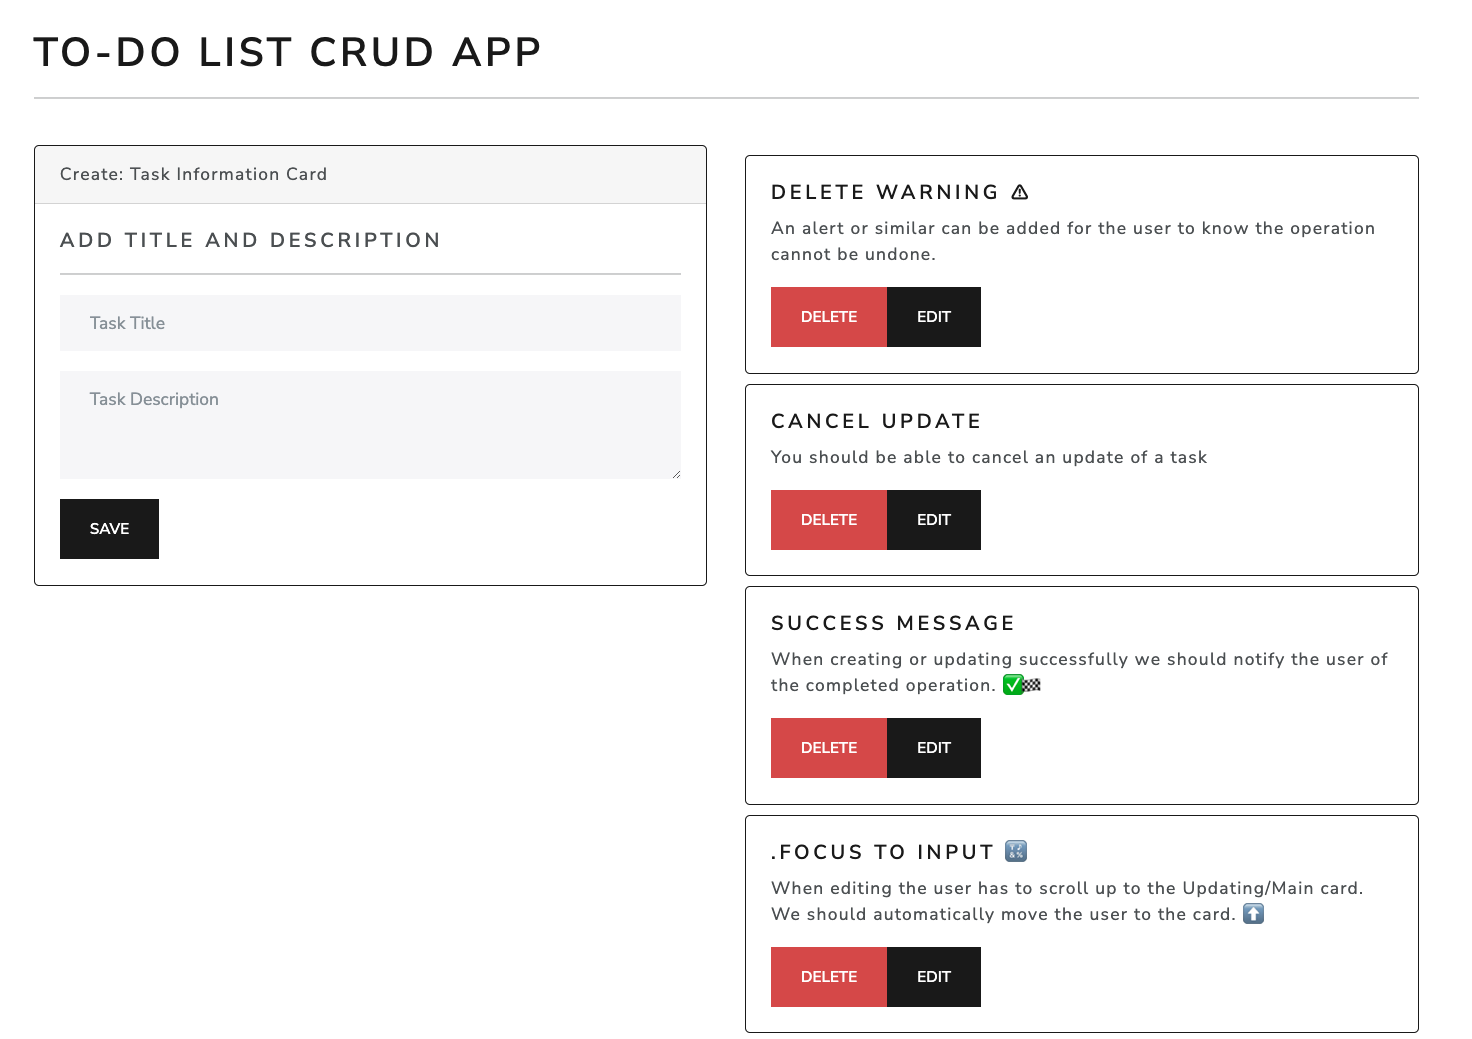 TO-DO LIST CRUD APP
Create: Task Information Card
ADD TITLE AND DESCRIPTION
Task Title
Task Description
SAVE
DELETE WARNING ⚠
An alert or similar can be added for the user to know the operation
cannot be undone.
DELETE EDIT
CANCEL UPDATE
You should be able to cancel an update of a task
DELETE EDIT
SUCCESS MESSAGE
When creating or updating successfully we should notify the user of
the completed operation. ✅🏁
DELETE EDIT
.FOCUS TO INPUT 🔣
When editing the user has to scroll up to the Updating/Main card.
We should automatically move the user to the card. ⬆️
DELETE EDIT